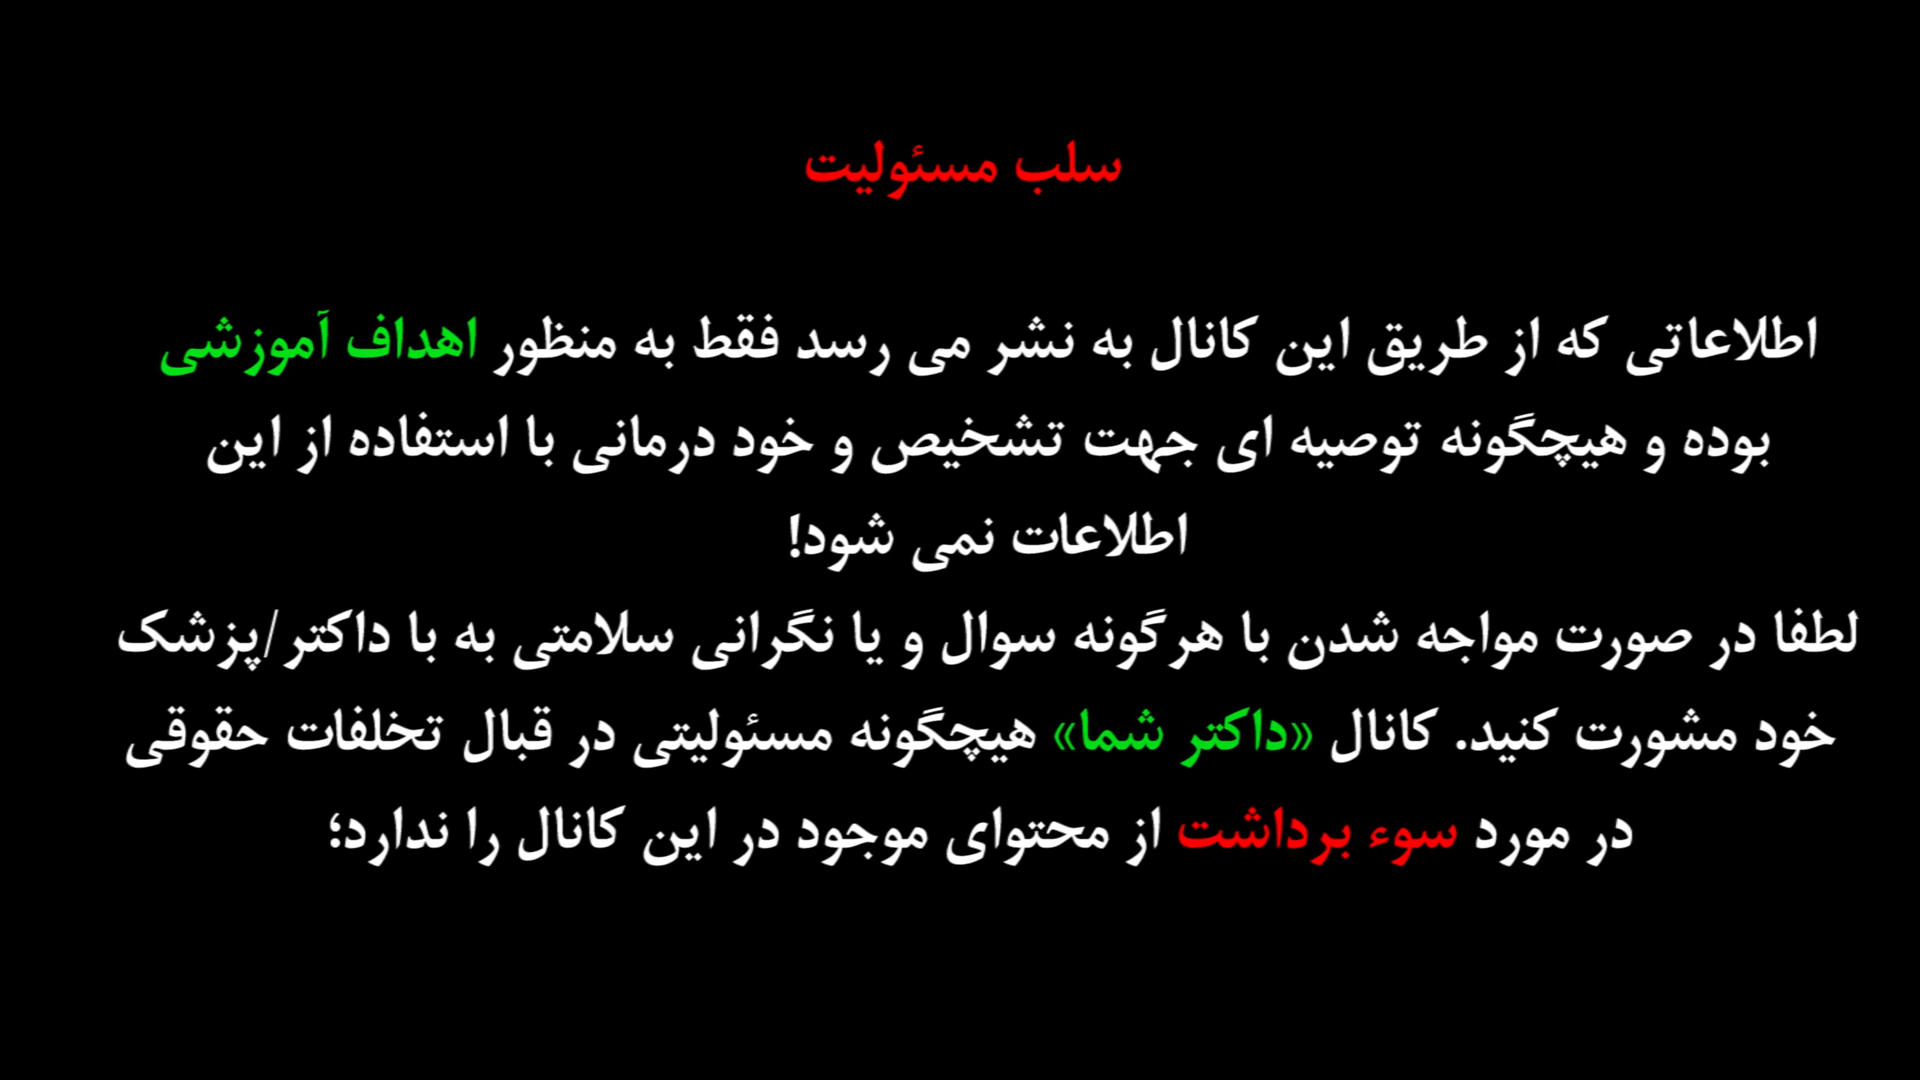 سلب مسئولیت
اطلاعاتی که از طریق این کانال به نشر می رسد فقط به منظور اهداف آموزشی
بوده و هیچگونه توصیه ای جهت تشخیص و خود درمانی با استفاده از این
اطلاعات نمی شود!
لطفا در صورت مواجه شدن با هرگونه سوال و یا نگرانی سلامتی به با داکتر/پزشک
خود مشورت کنید. کانال «داکتر شما» هیچگونه مسئولیتی در قبال تخلفات حقوقی
در مورد سوء برداشت از محتوای موجود در این کانال را ندارد؛